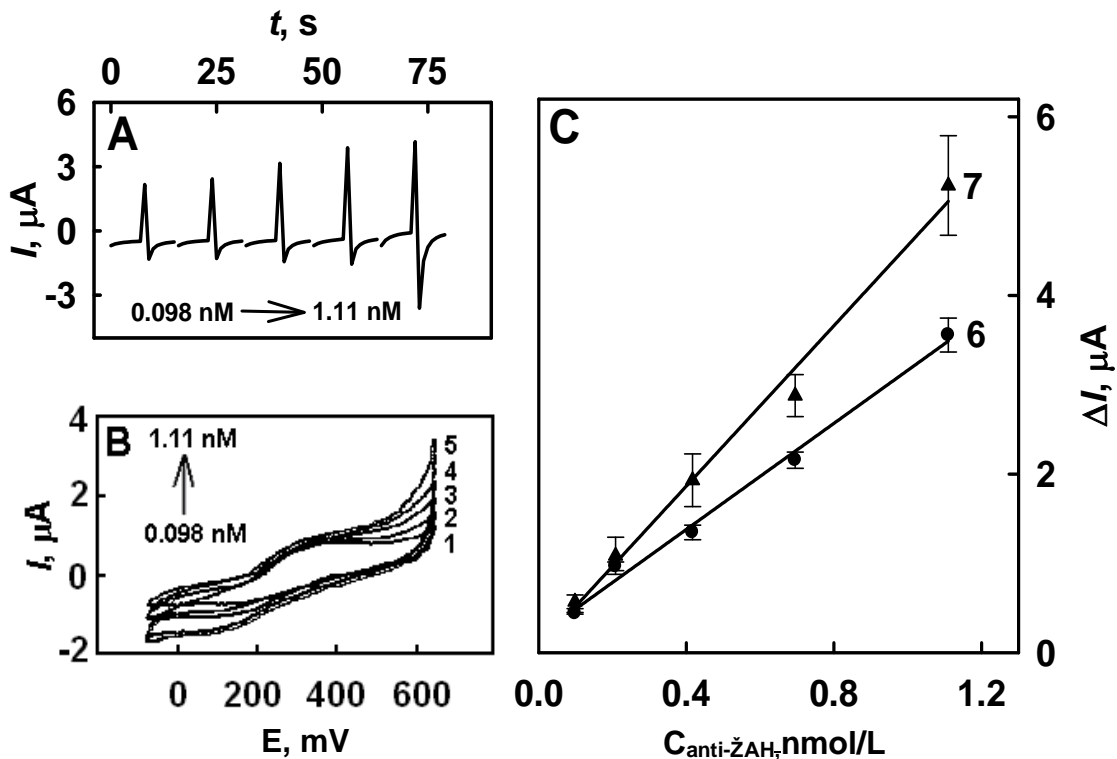 t, s
0 25 50 75
6
3
0
-3
I, μA
A
0.098 nM 1.11 nM
4
2
0
-2
I, μA
B
1.11 nM
0.098 nM
5
4
3
2
1
0 200 400 600
E, mV
C
7
6
6
4
2
0
ΔI, μA
0.0 0.4 0.8 1.2
Canti-ŽAH, nmol/L